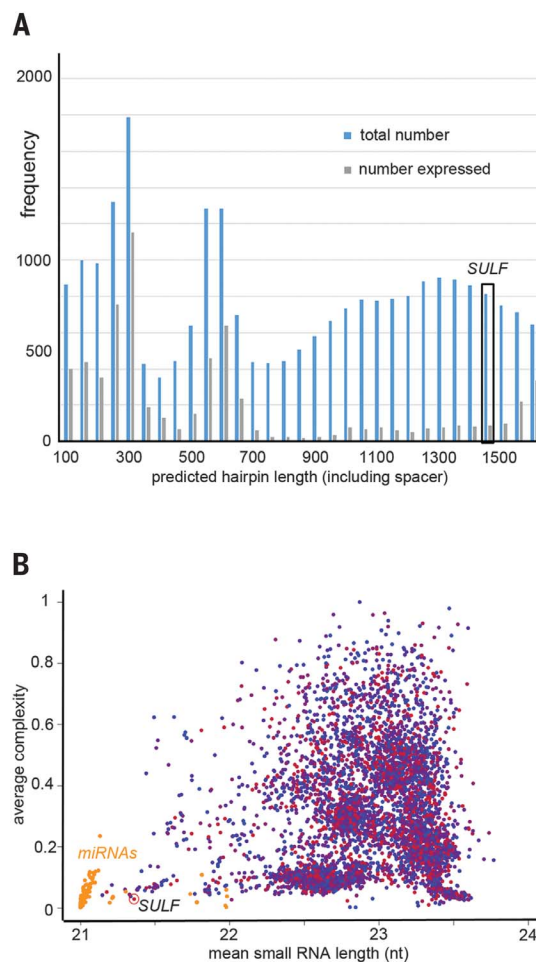 A
2000
1000
500
0
frequency
total number
number expressed
SULF
100 300 500 700 900 1100 1300 1500
predicted hairpin length (including spacer)
B
1
0.8
0.6
0.4
0.2
0
average complexity
miRNAs
SULF
21 22 23 24
mean small RNA length (nt)